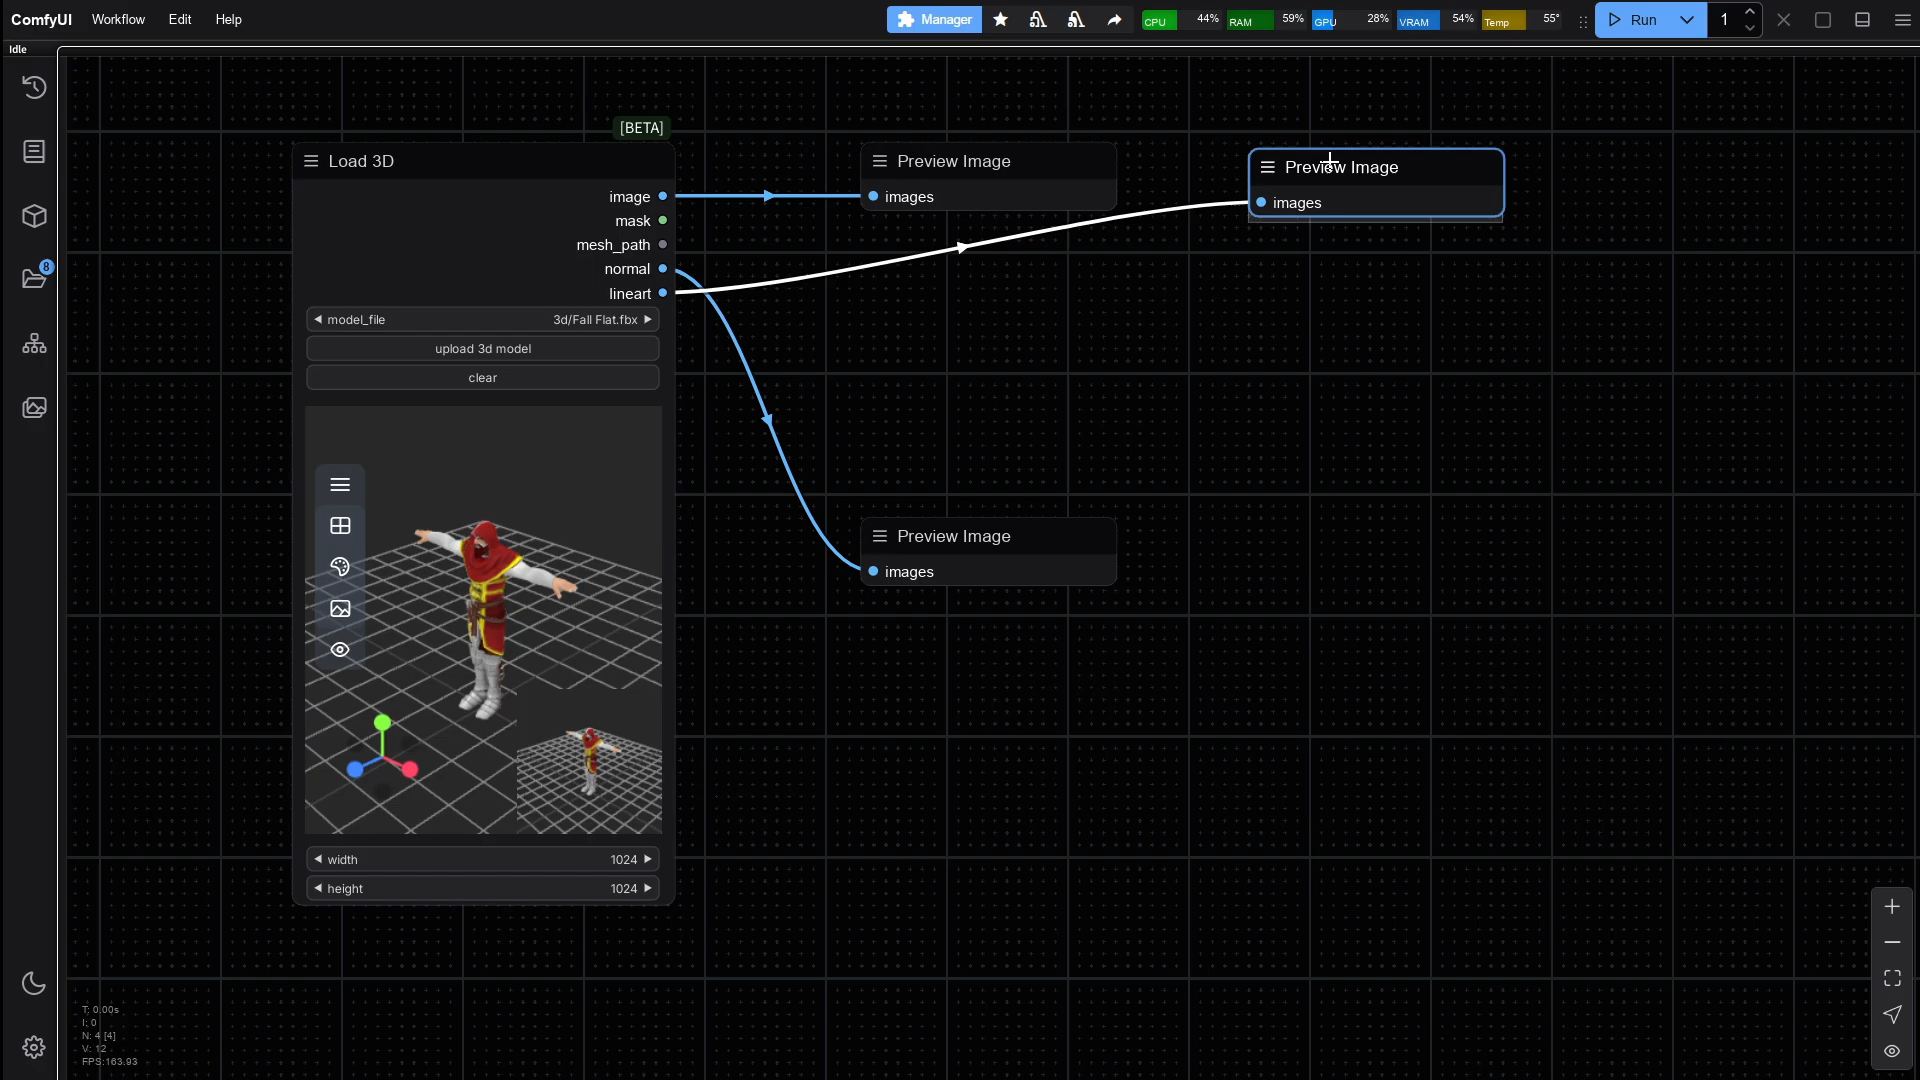 ComfyUI Workflow Edit Help
Manager
CPU 44% RAM 59% GPU 28% VRAM 54% Temp 55°
Run 1
Idle
8
[BETA]
Load 3D
image
mask
mesh_path
normal
lineart
model_file 3d/Fall Flat.fbx
upload 3d model
clear
width 1024
height 1024
Preview Image
images
Preview Image
images
Preview Image
images
T: 0.00s
I: 0
N: 4 [4]
V: 12
FPS:163.93